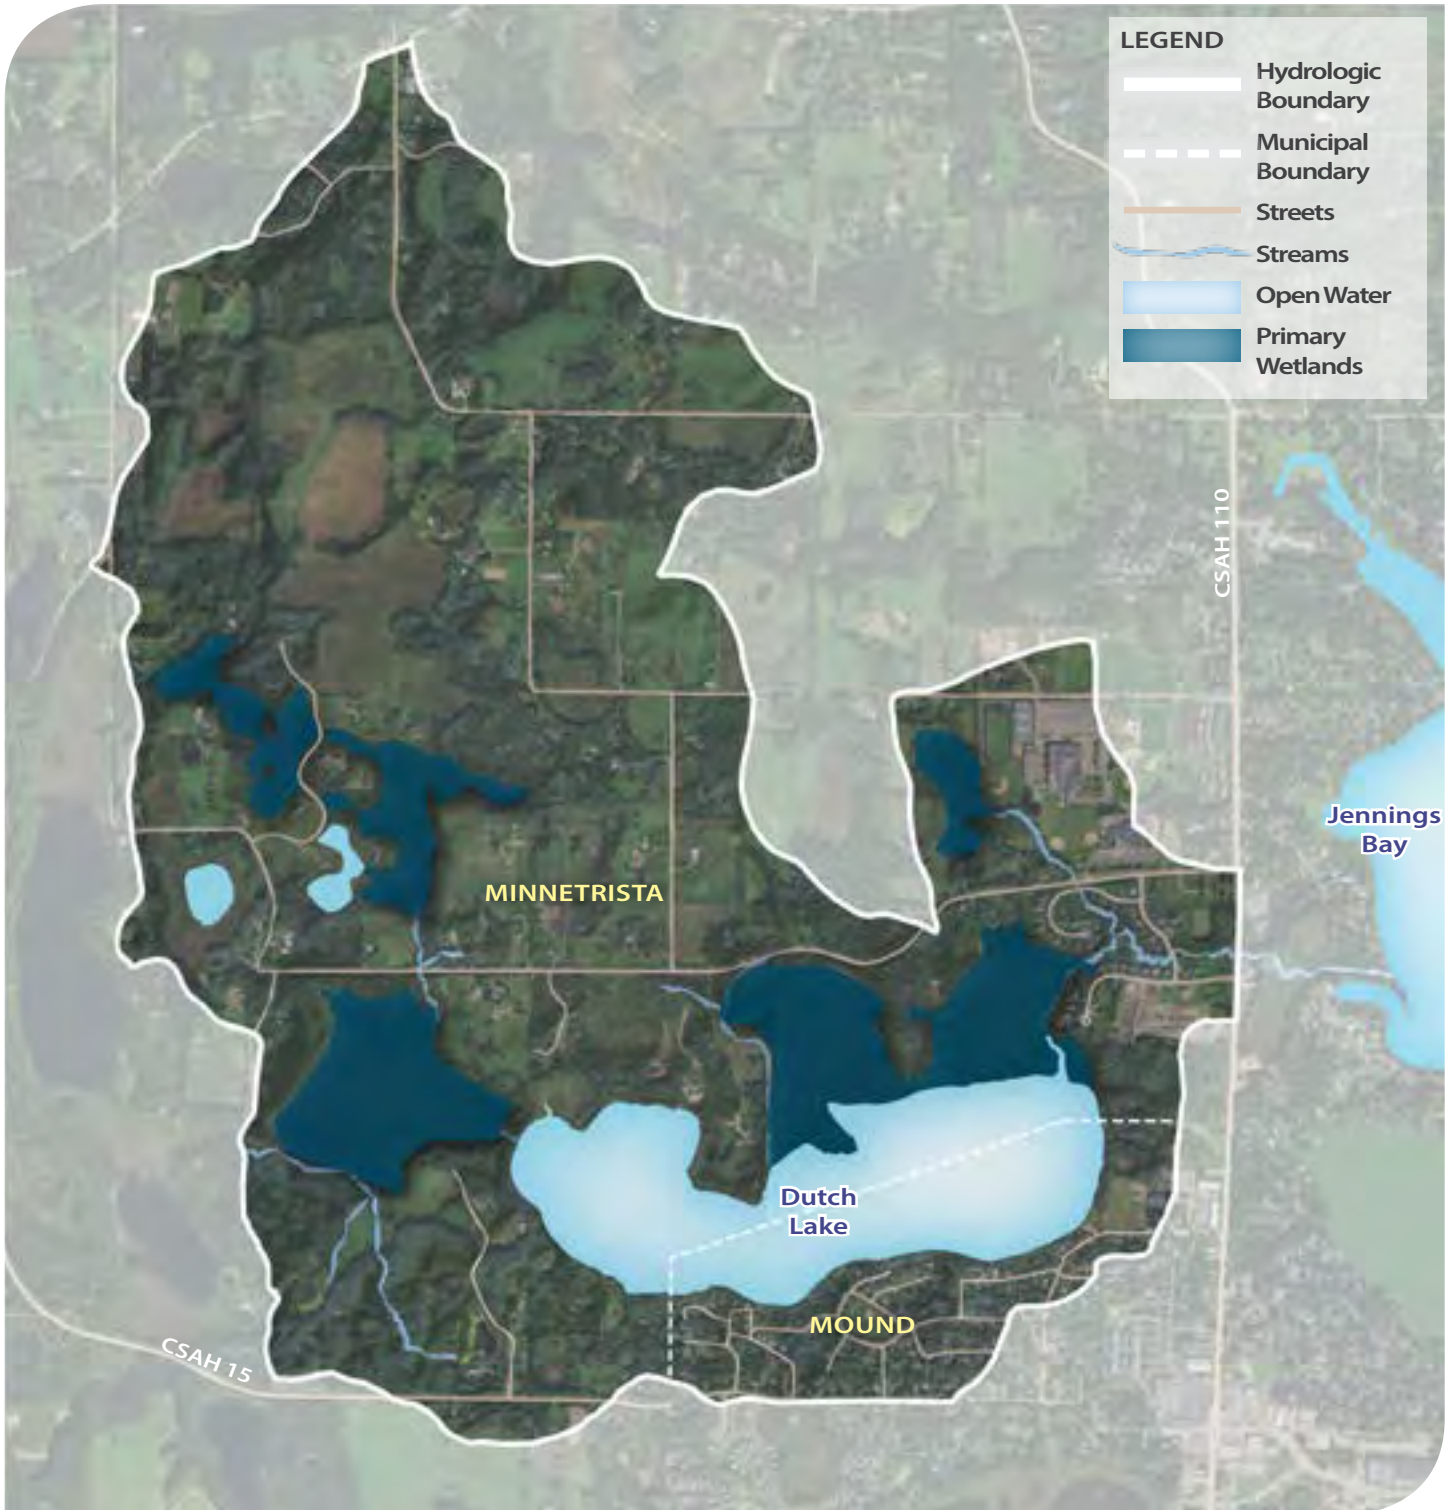 LEGEND
Hydrologic
Boundary
Municipal
Boundary
Streets
Streams
Open Water
Primary
Wetlands
CSAH 110
Jennings
Bay
MINNETRISTA
Dutch
Lake
MOUND
CSAH 15